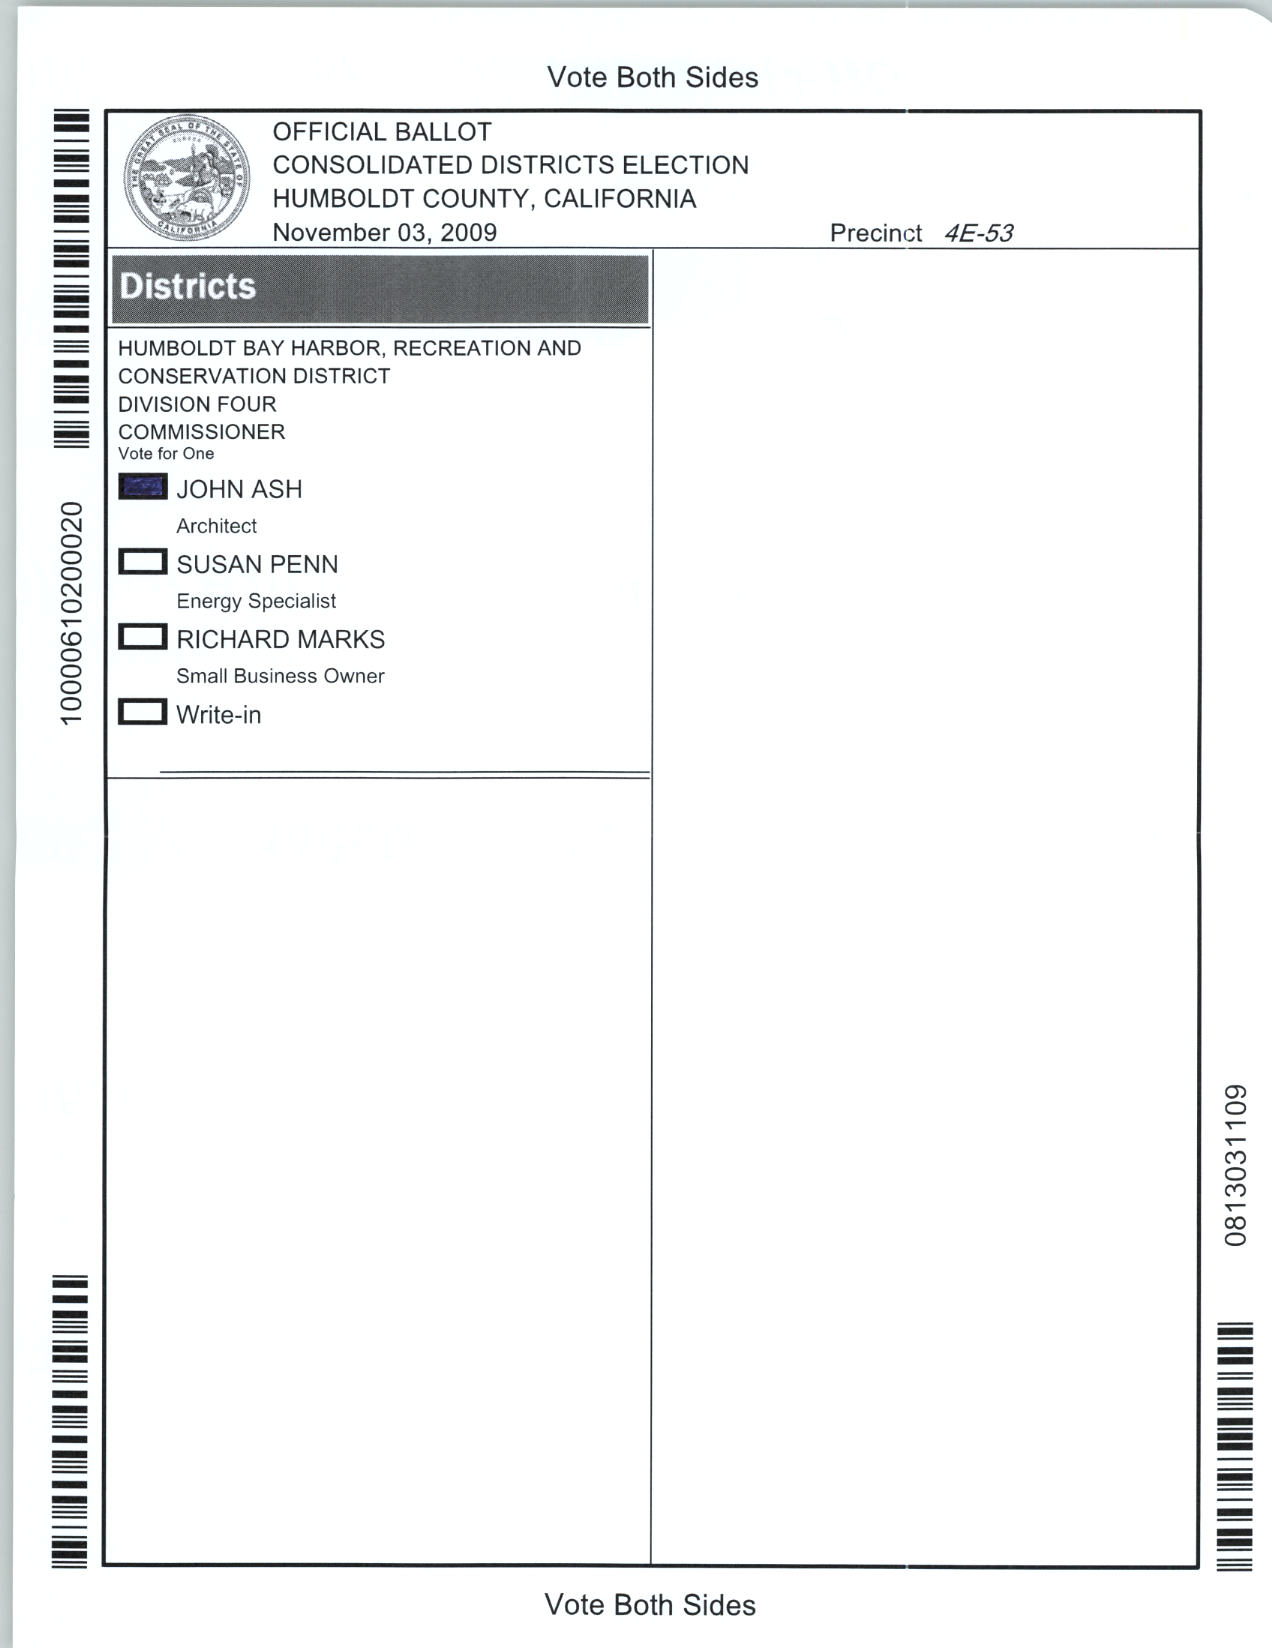 Vote Both Sides
THE GREAT SEAL OF THE STATE OF CALIFORNIA
EUREKA
OFFICIAL BALLOT
CONSOLIDATED DISTRICTS ELECTION
HUMBOLDT COUNTY, CALIFORNIA
November 03, 2009
Precinct 4E-53
Districts
HUMBOLDT BAY HARBOR, RECREATION AND
CONSERVATION DISTRICT
DIVISION FOUR
COMMISSIONER
Vote for One
JOHN ASH
Architect
SUSAN PENN
Energy Specialist
RICHARD MARKS
Small Business Owner
Write-in
10000610200020
0813031109
Vote Both Sides